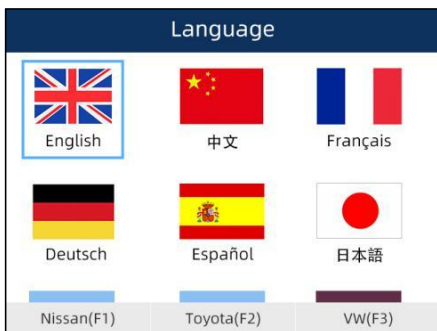 Language
English
中文
Français
Deutsch
Español
日本語
Nissan(F1)
Toyota(F2)
VW(F3)